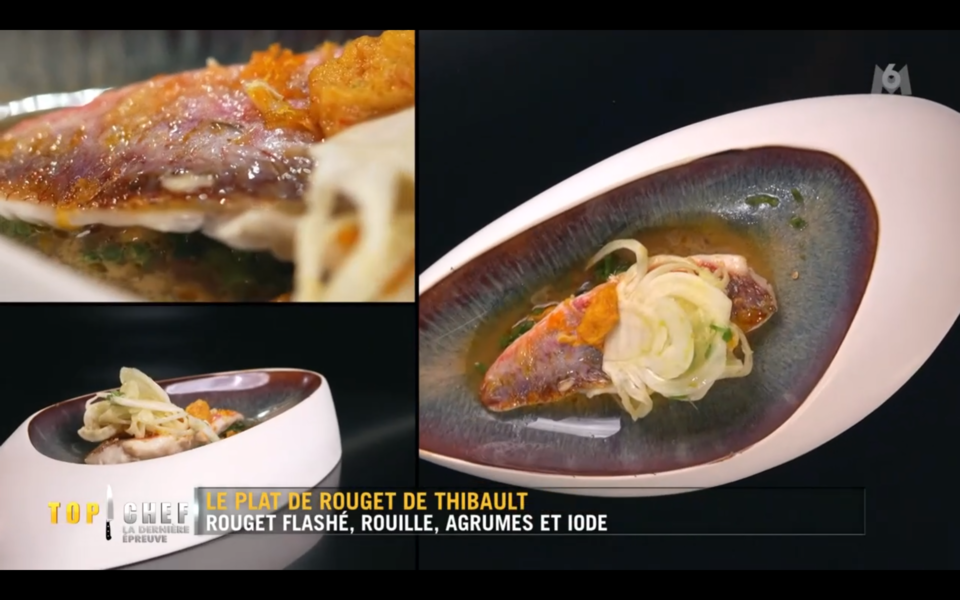 M6
TOP CHEF
LA DERNIÈRE
ÉPREUVE
LE PLAT DE ROUGET DE THIBAULT
ROUGET FLASHÉ, ROUILLE, AGRUMES ET IODE